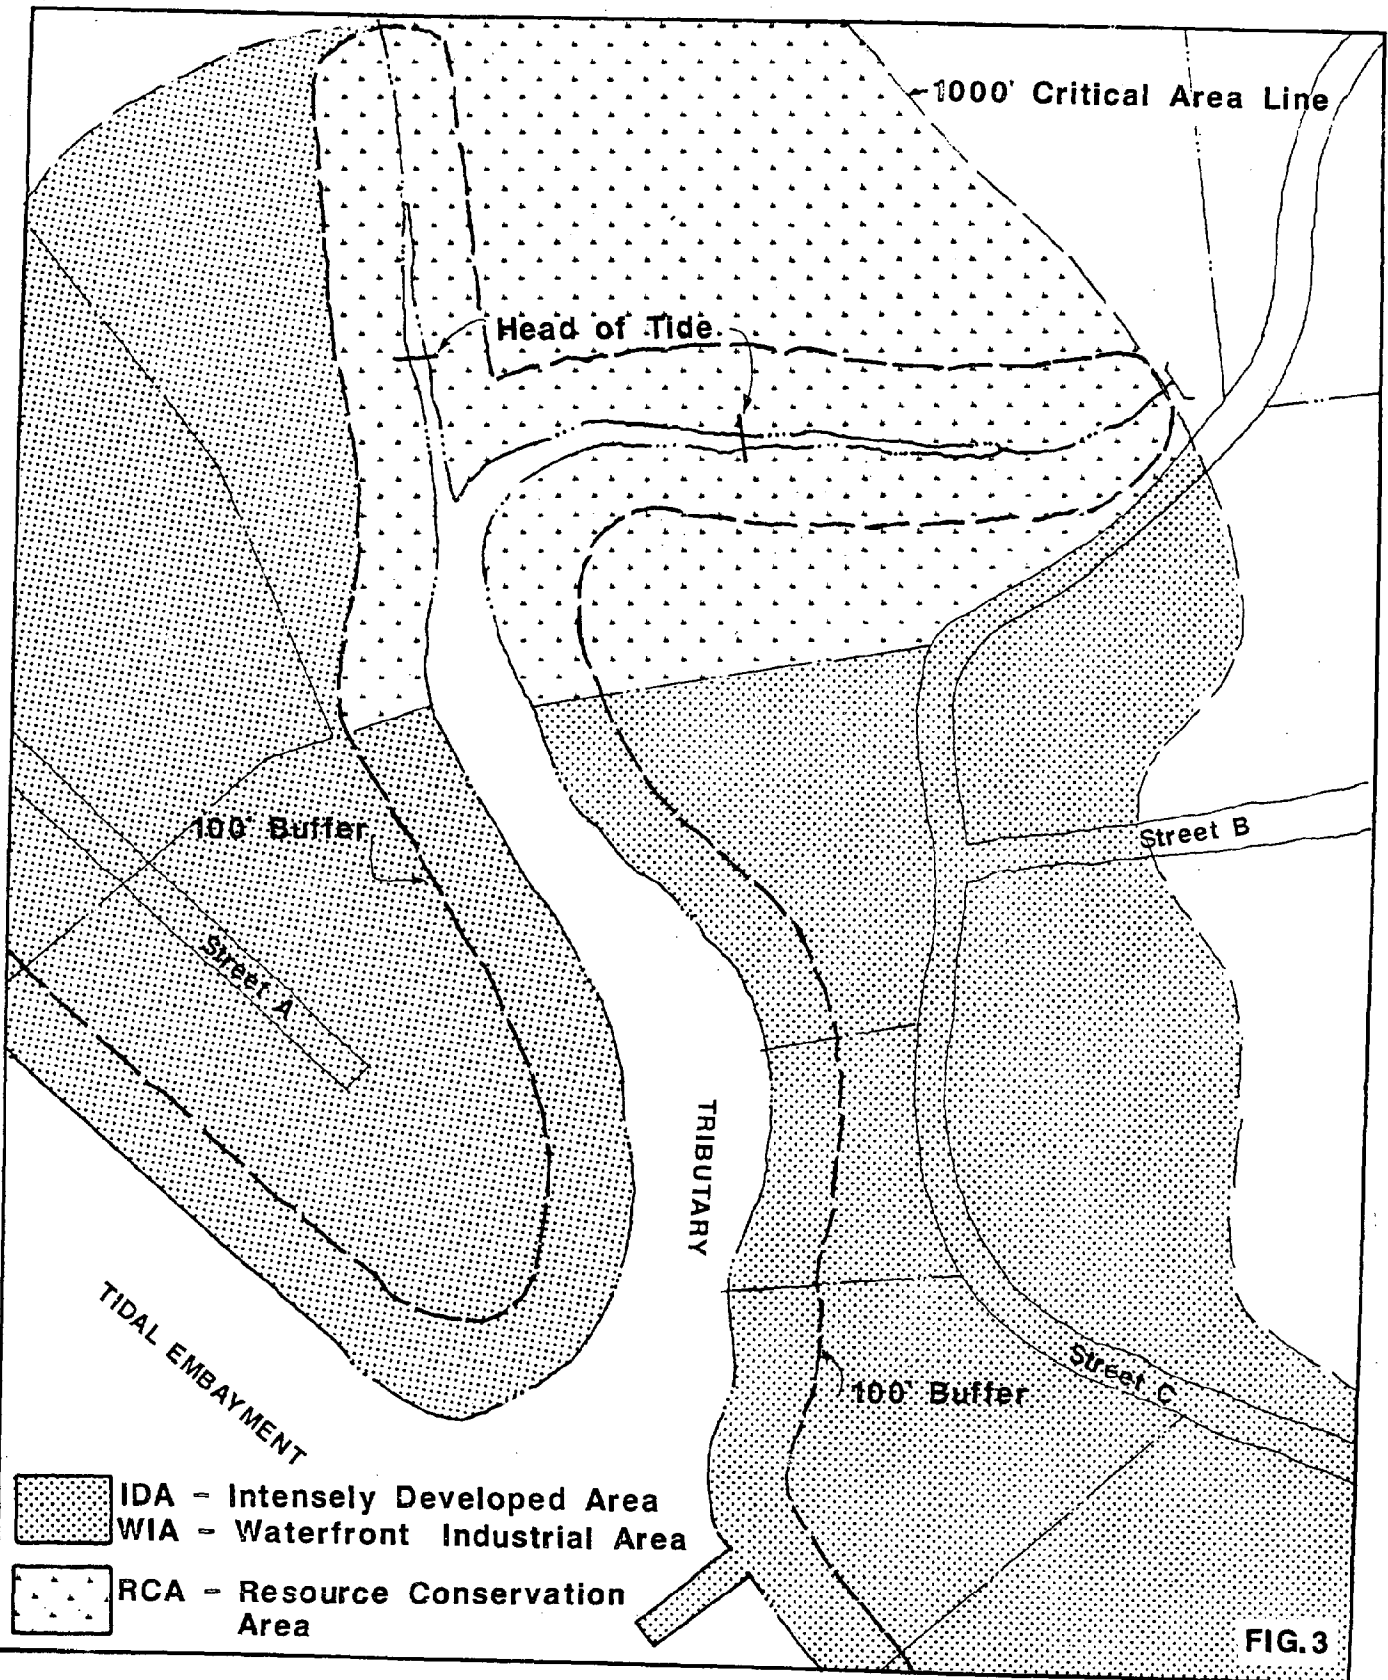 1000' Critical Area Line
Head of Tide
100' Buffer
Street B
Street A
TRIBUTARY
TIDAL EMBAYMENT
Street C
100' Buffer
IDA - Intensely Developed Area
WIA - Waterfront Industrial Area
RCA - Resource Conservation
Area
FIG.3